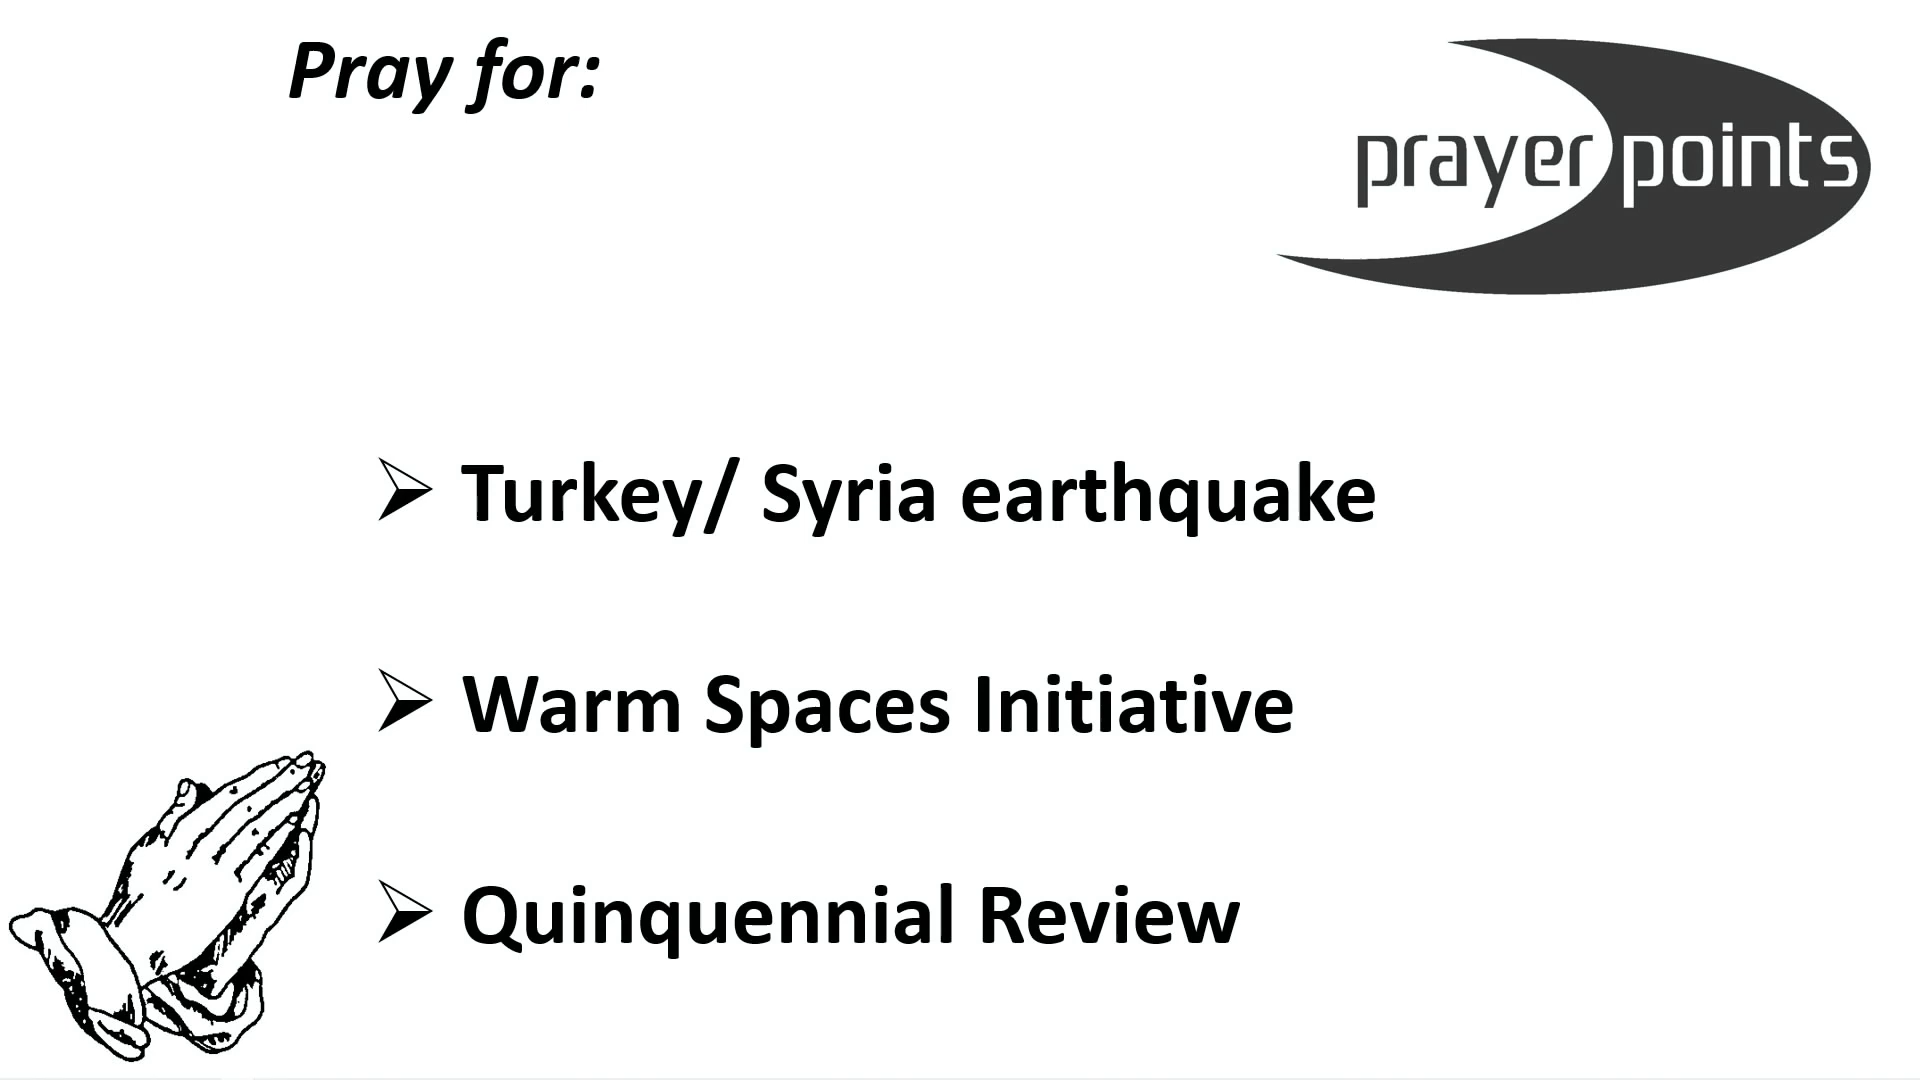 Pray for:
prayer points
Turkey/ Syria earthquake
Warm Spaces Initiative
Quinquennial Review